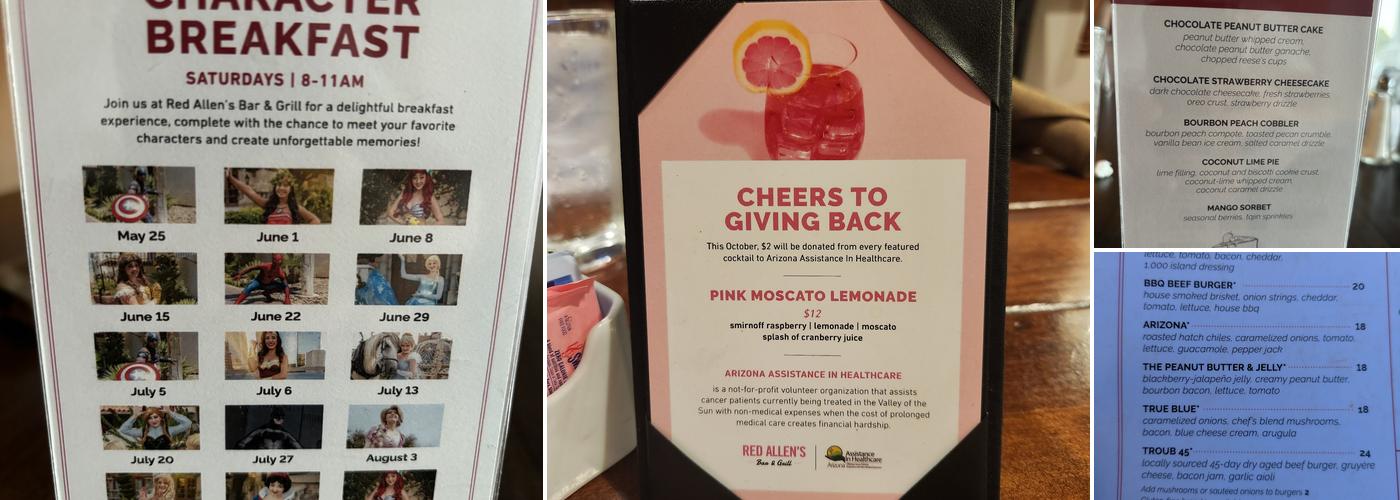 CHARACTER
BREAKFAST
SATURDAYS | 8-11AM
Join us at Red Allen's Bar & Grill for a delightful breakfast
experience, complete with the chance to meet your favorite
characters and create unforgettable memories!
May 25 June 1 June 8
June 15 June 22 June 29
July 5 July 6 July 13
July 20 July 27 August 3
CHEERS TO
GIVING BACK
This October, $2 will be donated from every featured
cocktail to Arizona Assistance In Healthcare.
PINK MOSCATO LEMONADE
$12
smirnoff raspberry | lemonade | moscato
splash of cranberry juice
ARIZONA ASSISTANCE IN HEALTHCARE
is a not-for-profit volunteer organization that assists
cancer patients currently being treated in the Valley of the
Sun with non-medical expenses when the cost of prolonged
medical care creates financial hardship.
RED ALLEN'S
Bar & Grill
Arizona Assistance
In Healthcare
CHOCOLATE PEANUT BUTTER CAKE
peanut butter whipped cream,
chocolate peanut butter ganache,
chopped reese's cups
CHOCOLATE STRAWBERRY CHEESECAKE
dark chocolate cheesecake, fresh strawberries,
oreo crust, strawberry drizzle
BOURBON PEACH COBBLER
bourbon peach compote, toasted pecan crumble,
vanilla bean ice cream, salted caramel drizzle
COCONUT LIME PIE
lime filling, coconut and biscotti cookie crust,
coconut-lime whipped cream,
coconut caramel drizzle
MANGO SORBET
seasonal berries, tajin sprinkles
lettuce, tomato, bacon, cheddar,
1,000 island dressing
BBQ BEEF BURGER* 20
house smoked brisket, onion strings, cheddar,
tomato, lettuce, house bbq
ARIZONA* 18
roasted hatch chiles, caramelized onions, tomato,
lettuce, guacamole, pepper jack
THE PEANUT BUTTER & JELLY* 18
blackberry-jalapeño jelly, creamy peanut butter,
bourbon bacon, lettuce, tomato
TRUE BLUE* 18
caramelized onions, chef's blend mushrooms,
bacon, blue cheese cream, arugula
TROUB 45* 24
locally sourced 45-day dry aged beef burger, gruyère
cheese, bacon jam, garlic aioli
Add mushrooms or sautéed onions to burgers 2